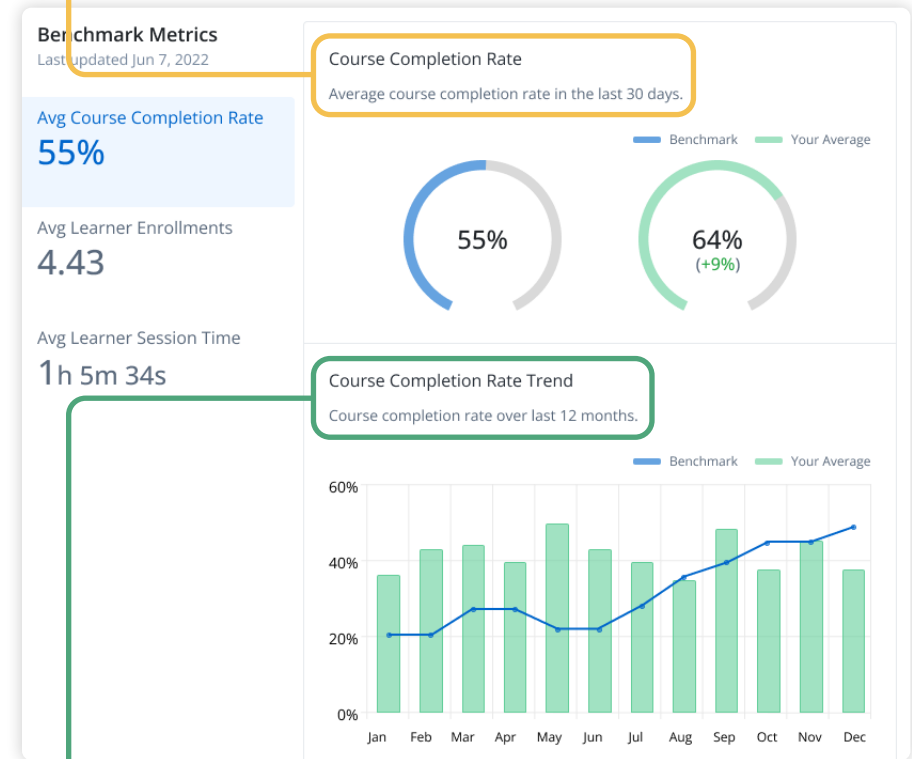 Benchmark Metrics
Last updated Jun 7, 2022
Avg Course Completion Rate
55%
Avg Learner Enrollments
4.43
Avg Learner Session Time
1h 5m 34s
Course Completion Rate
Average course completion rate in the last 30 days.
Benchmark Your Average
55%
64%
(+9%)
Course Completion Rate Trend
Course completion rate over last 12 months.
Benchmark Your Average
60%
40%
20%
0%
Jan Feb Mar Apr May Jun Jul Aug Sep Oct Nov Dec